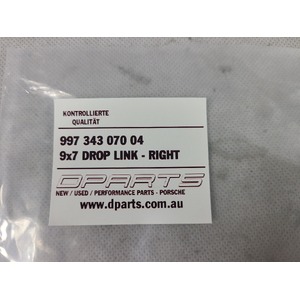 KONTROLLIERTE
QUALITÄT
997 343 070 04
9x7 DROP LINK - RIGHT
DPARTS
NEW / USED / PERFORMANCE PARTS - PORSCHE
www.dparts.com.au